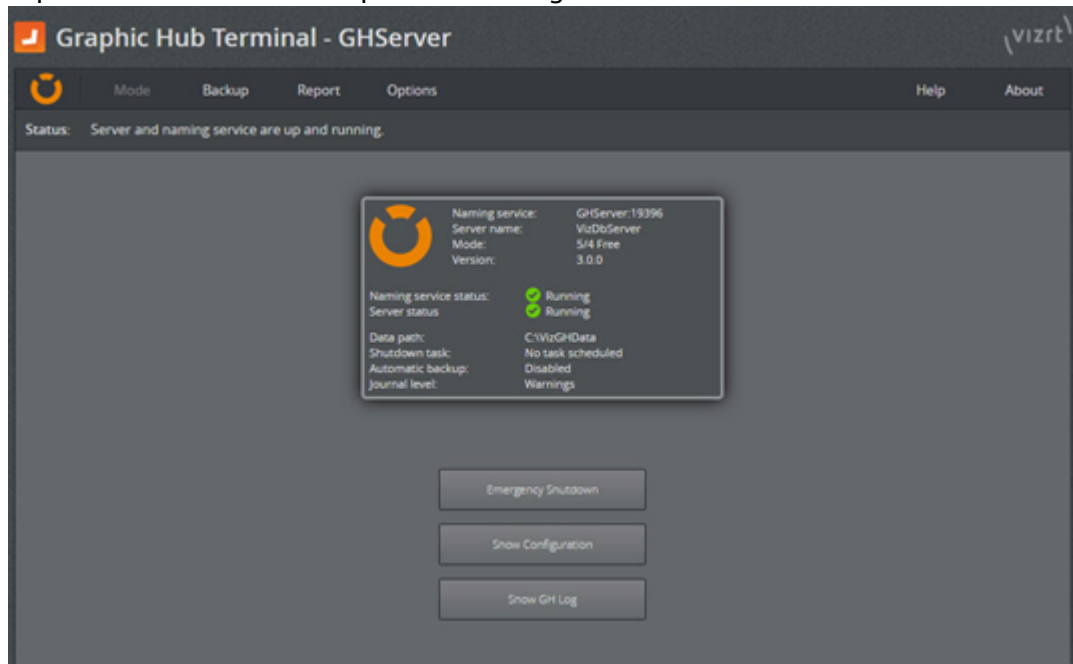 Graphic Hub Terminal - GHServer
vizrt
Mode Backup Report Options Help About
Status: Server and naming service are up and running.
Naming service: GHServer:19396
Server name: VizDbServer
Mode: 5/4 Free
Version: 3.0.0
Naming service status: Running
Server status Running
Data path: C:\VizGHData
Shutdown task: No task scheduled
Automatic backup: Disabled
Journal level: Warnings
Emergency Shutdown
Show Configuration
Show GH Log